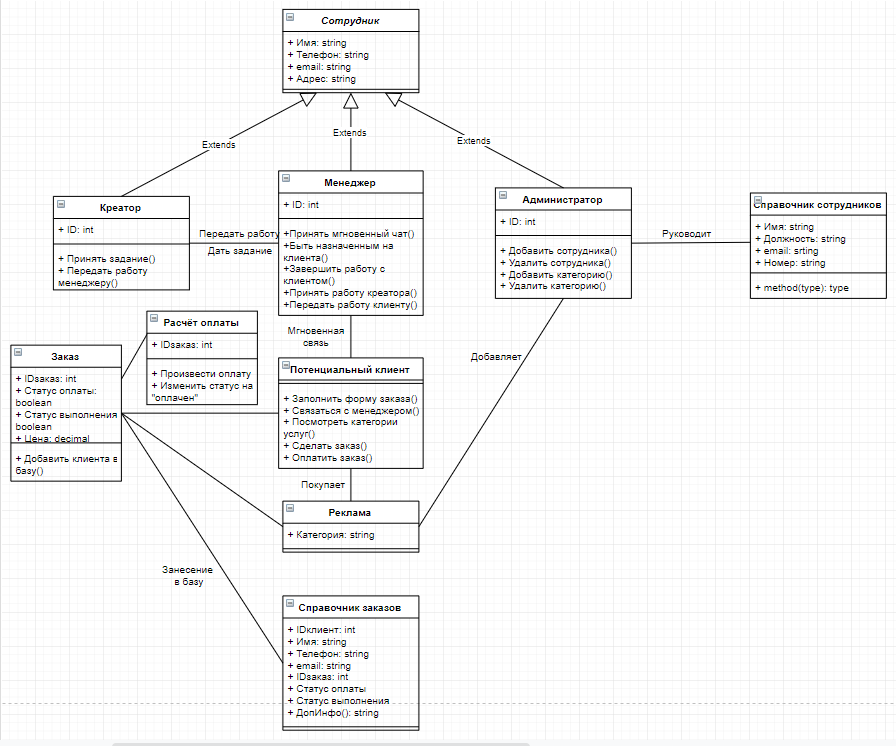 Сотрудник
+ Имя: string
+ Телефон: string
+ email: string
+ Адрес: string
Extends
Extends
Extends
Креатор
+ ID: int
+ Принять задание()
+ Передать работу
менеджеру()
Передать работу
Дать задание
Менеджер
+ ID: int
+Принять мгновенный чат()
+Быть назначенным на
клиента()
+Завершить работу с
клиентом()
+Принять работу креатора()
+Передать работу клиенту()
Администратор
+ ID: int
+ Добавить сотрудника()
+ Удалить сотрудника()
+ Добавить категорию()
+ Удалить категорию()
Руководит
Справочник сотрудников
+ Имя: string
+ Должность: string
+ email: srting
+ Номер: string
+ method(type): type
Расчёт оплаты
+ IDзаказ: int
+ Произвести оплату
+ Изменить статус на
"оплачен"
Мгновенная
связь
Заказ
+ IDзаказ: int
+ Статус оплаты:
boolean
+ Статус выполнения
boolean
+ Цена: decimal
+ Добавить клиента в
базу()
Потенциальный клиент
+ Заполнить форму заказа()
+ Связаться с менеджером()
+ Посмотреть категории
услуг()
+ Сделать заказ()
+ Оплатить заказ()
Добавляет
Покупает
Реклама
+ Категория: string
Занесение
в базу
Справочник заказов
+ IDклиент: int
+ Имя: string
+ Телефон: string
+ email: string
+ IDзаказ: int
+ Статус оплаты
+ Статус выполнения
+ ДопИнфо(): string